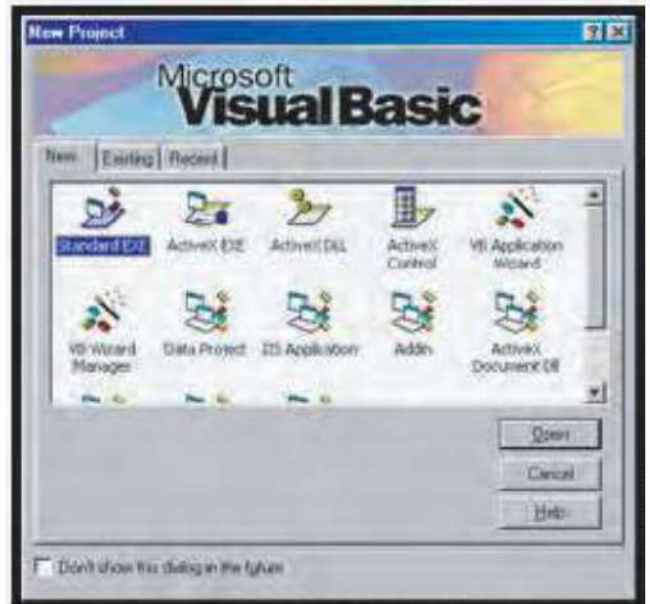 New Project
Microsoft
Visual Basic
New
Existing
Recent
Standard EXE
ActiveX EXE
ActiveX DLL
ActiveX
Control
VB Application
Wizard
VB Wizard
Manager
Data Project
IIS Application
Addin
ActiveX
Document Dll
Open
Cancel
Help
Don't show this dialog in the future